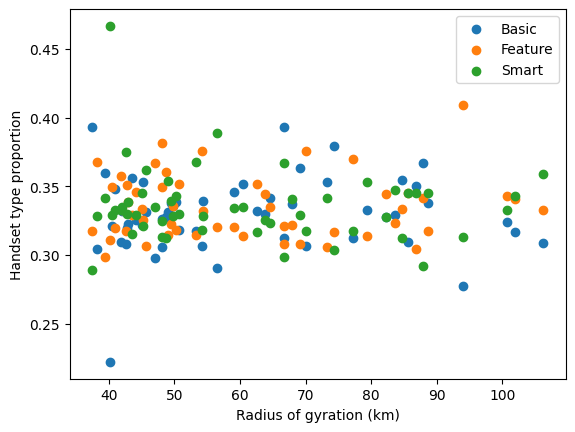 Basic
Feature
Smart
0.45
0.40
0.35
0.30
0.25
Handset type proportion
40 50 60 70 80 90 100
Radius of gyration (km)